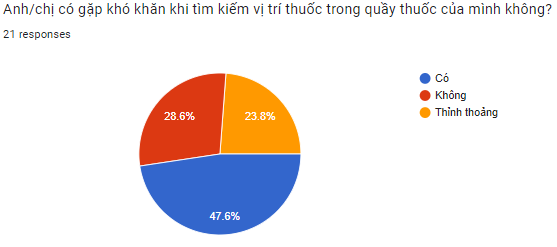 Anh/chị có gặp khó khăn khi tìm kiếm vị trí thuốc trong quầy thuốc của mình không?
21 responses
Có
Không
Thỉnh thoảng
28.6%
23.8%
47.6%